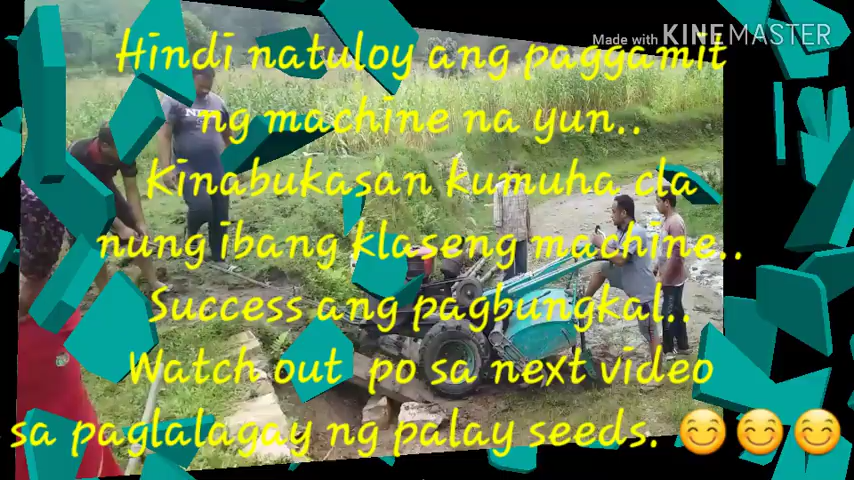 Made with KINEMASTER
Hindi natuloy ang paggamit
ng machine na yun..
Kinabukasan kumuha cla
nung ibang klaseng machine..
Success ang pagbungkal..
Watch out po sa next video
sa paglalagay ng palay seeds. 😊😊😊